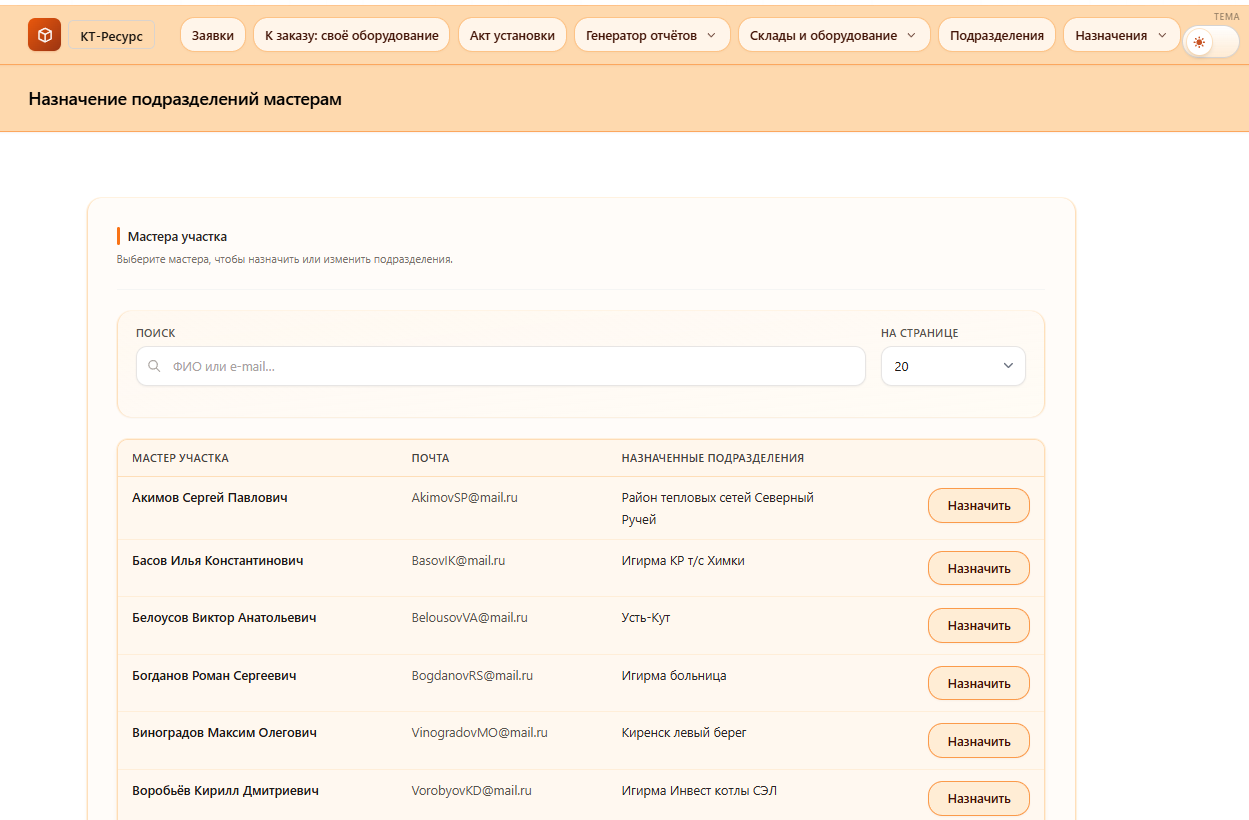 ТЕМА
КТ-Ресурс
Заявки
К заказу: своё оборудование
Акт установки
Генератор отчётов
Склады и оборудование
Подразделения
Назначения
Назначение подразделений мастерам
Мастера участка
Выберите мастера, чтобы назначить или изменить подразделения.
ПОИСК
НА СТРАНИЦЕ
ФИО или e-mail...
20
МАСТЕР УЧАСТКА ПОЧТА НАЗНАЧЕННЫЕ ПОДРАЗДЕЛЕНИЯ
Акимов Сергей Павлович AkimovSP@mail.ru Район тепловых сетей Северный
Ручей
Назначить
Басов Илья Константинович BasovIK@mail.ru Игирма КР т/с Химки
Назначить
Белоусов Виктор Анатольевич BelousovVA@mail.ru Усть-Кут
Назначить
Богданов Роман Сергеевич BogdanovRS@mail.ru Игирма больница
Назначить
Виноградов Максим Олегович VinogradovMO@mail.ru Киренск левый берег
Назначить
Воробьёв Кирилл Дмитриевич VorobyovKD@mail.ru Игирма Инвест котлы СЭЛ
Назначить